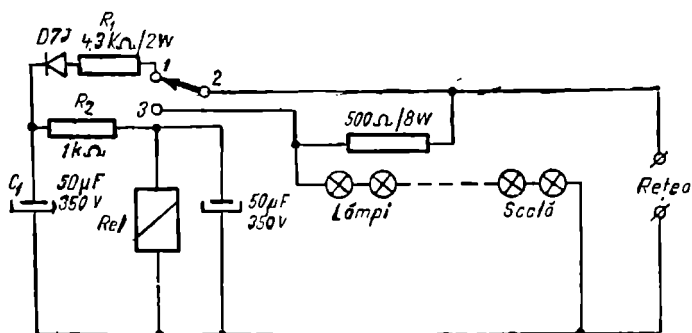 D7J
R1
4,3KΩ/2W
1
2
3
R2
1kΩ
500Ω/8W
C1
50µF
350V
Rel
50µF
350V
Lămpi
Scală
Rețea